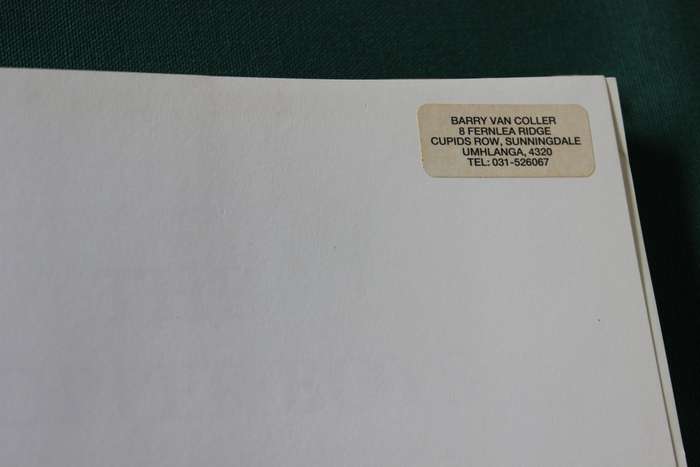 BARRY VAN COLLER
8 FERNLEA RIDGE
CUPIDS ROW, SUNNINGDALE
UMHLANGA, 4320
TEL: 031-526067